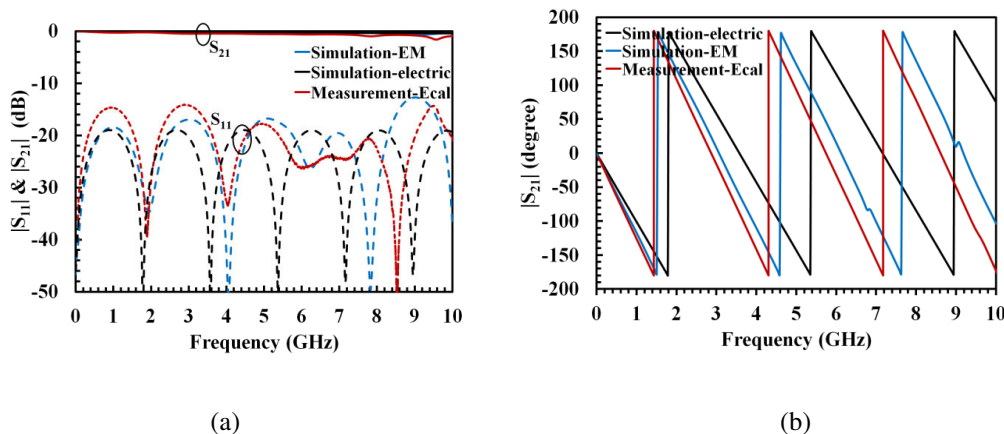 0
-10
-20
-30
-40
-50
|S11| & |S21| (dB)
S21
S11
Simulation-EM
Simulation-electric
Measurement-Ecal
0 1 2 3 4 5 6 7 8 9 10
Frequency (GHz)
(a)
200
150
100
50
0
-50
-100
-150
-200
|S21| (degree)
Simulation-electric
Simulation-EM
Measurement-Ecal
0 1 2 3 4 5 6 7 8 9 10
Frequency (GHz)
(b)